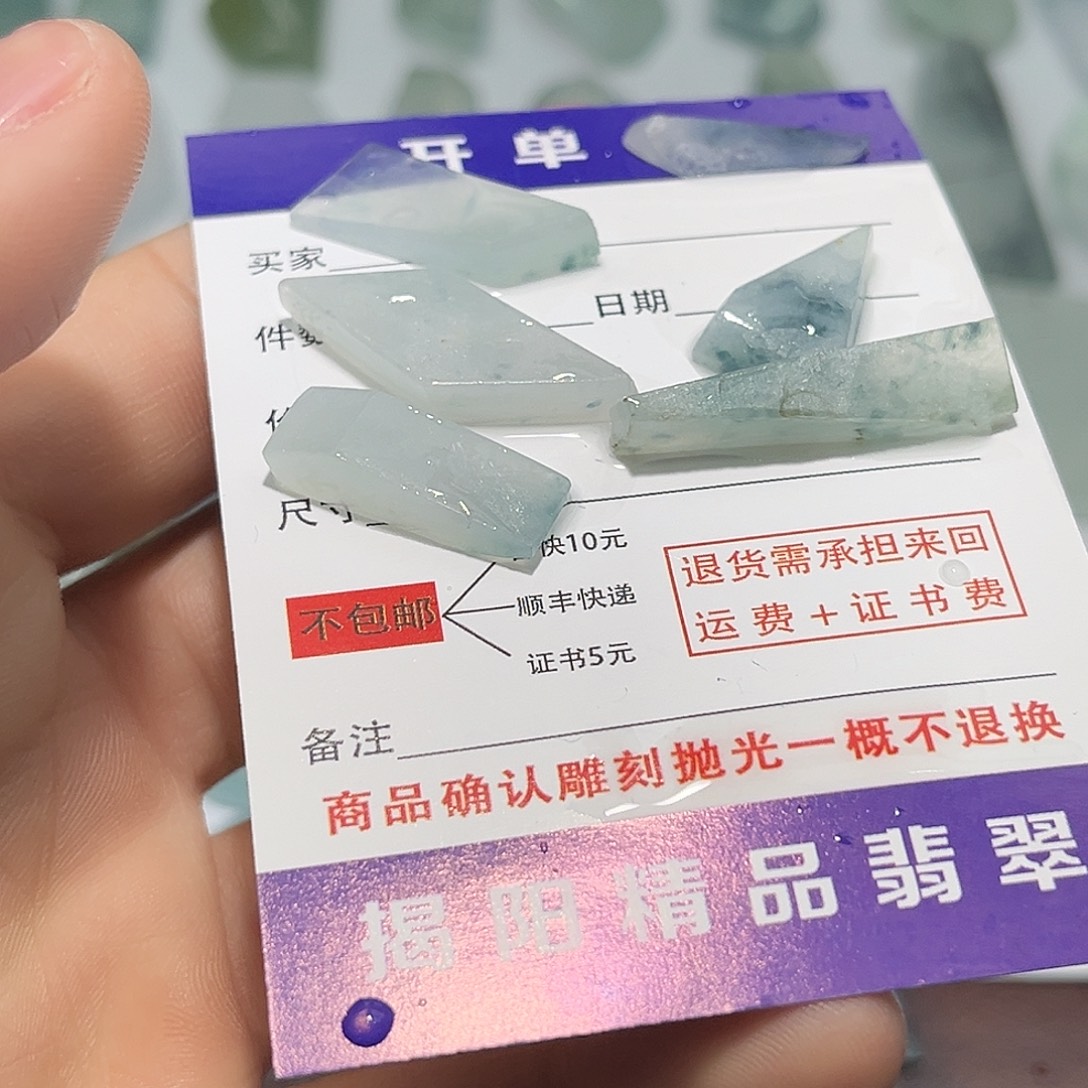 开单
买家
件数 日期
尺寸
快10元
不包邮 顺丰快递
证书5元
退货需承担来回
运费+证书费
备注
商品确认雕刻抛光一概不退换
揭阳精品翡翠